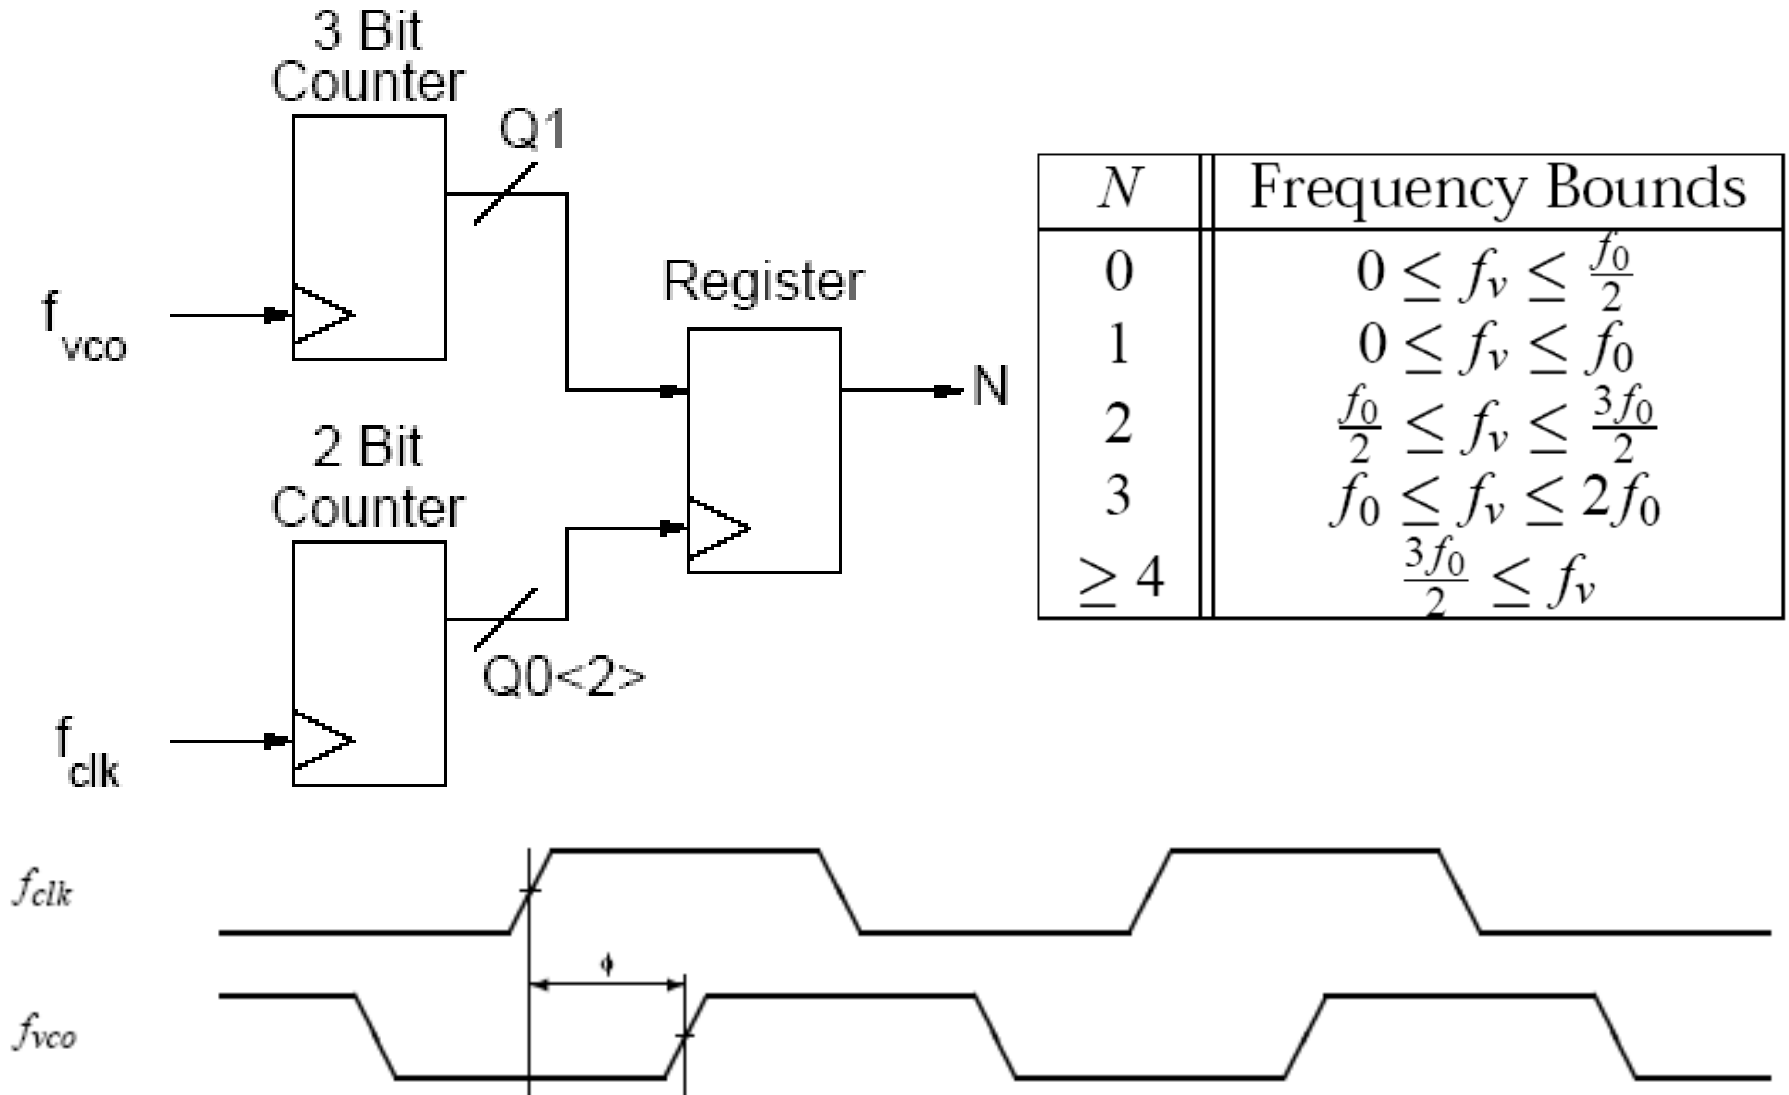 3 Bit
Counter
Q1
f_vco
Register
N
2 Bit
Counter
Q0<2>
f_clk
N Frequency Bounds
0 0 ≤ f_v ≤ f_0/2
1 0 ≤ f_v ≤ f_0
2 f_0/2 ≤ f_v ≤ 3f_0/2
3 f_0 ≤ f_v ≤ 2f_0
≥ 4 3f_0/2 ≤ f_v
f_clk
ϕ
f_vco